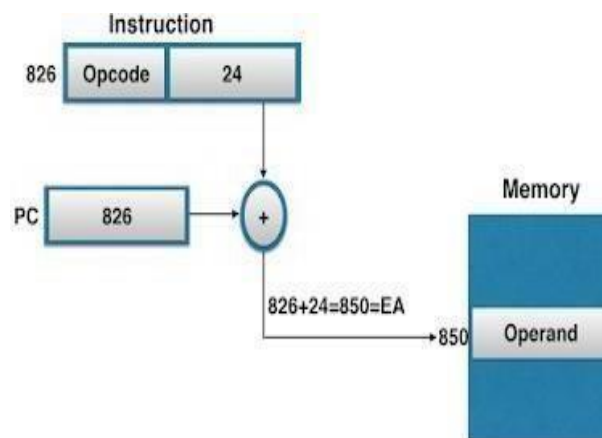 Instruction
826 Opcode 24
PC 826 +
Memory
826+24=850=EA
850 Operand